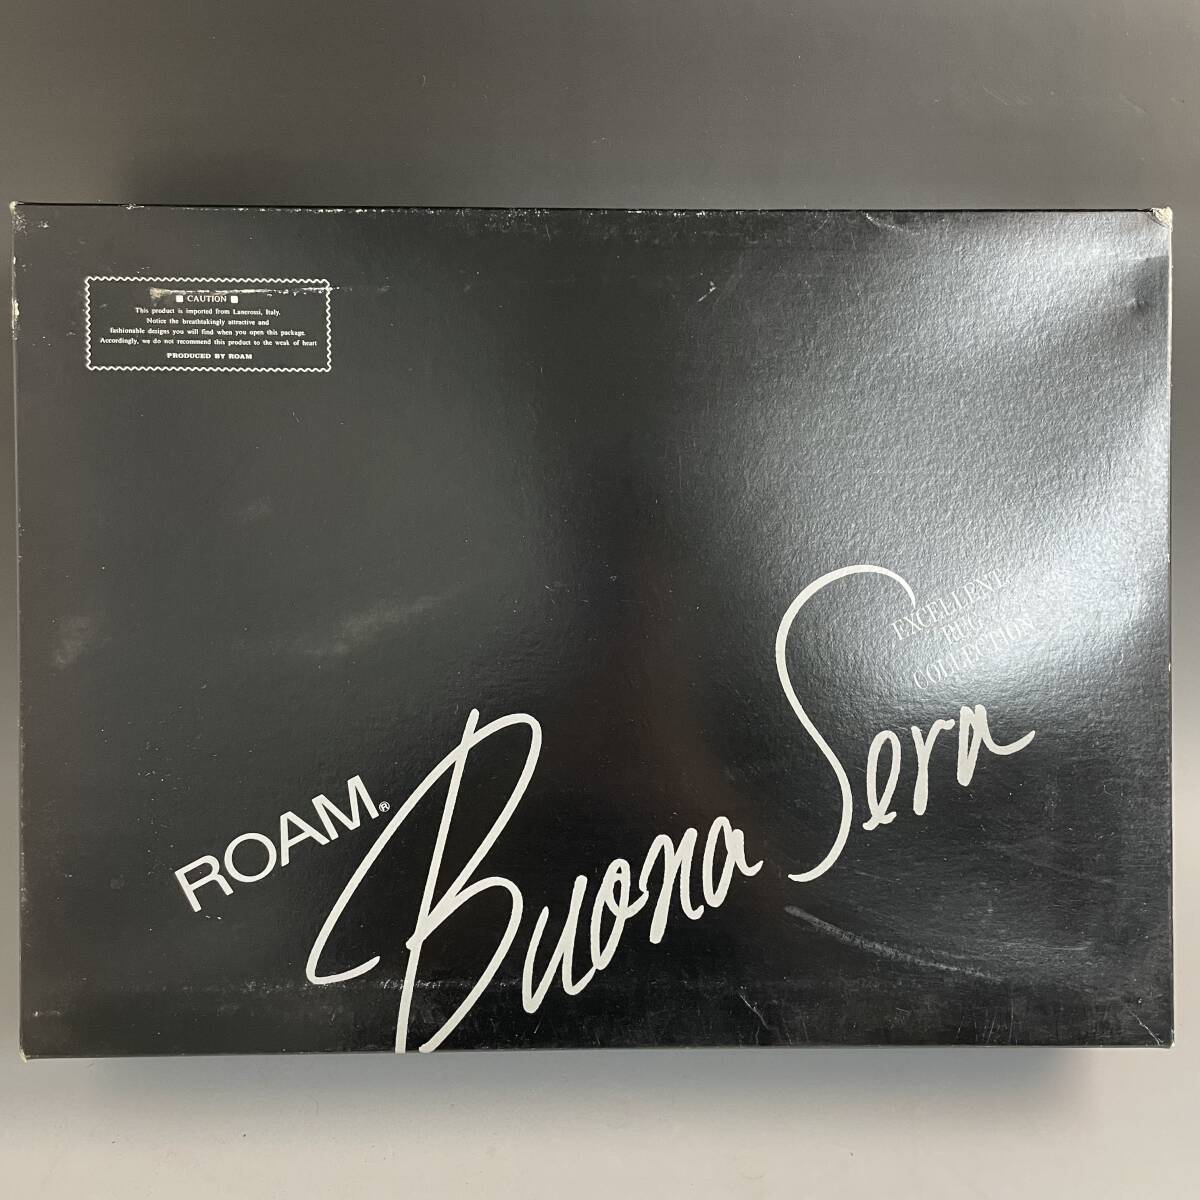 ■ CAUTION ■
This product is imported from Lanerossi, Italy.
Notice the breathtakingly attractive and
fashionable designs you will find when you open this package.
Accordingly, we do not recommend this product to the weak of heart
PRODUCED BY ROAM
EXCELLENT
RUG
COLLECTION
ROAM®
Buona Sera